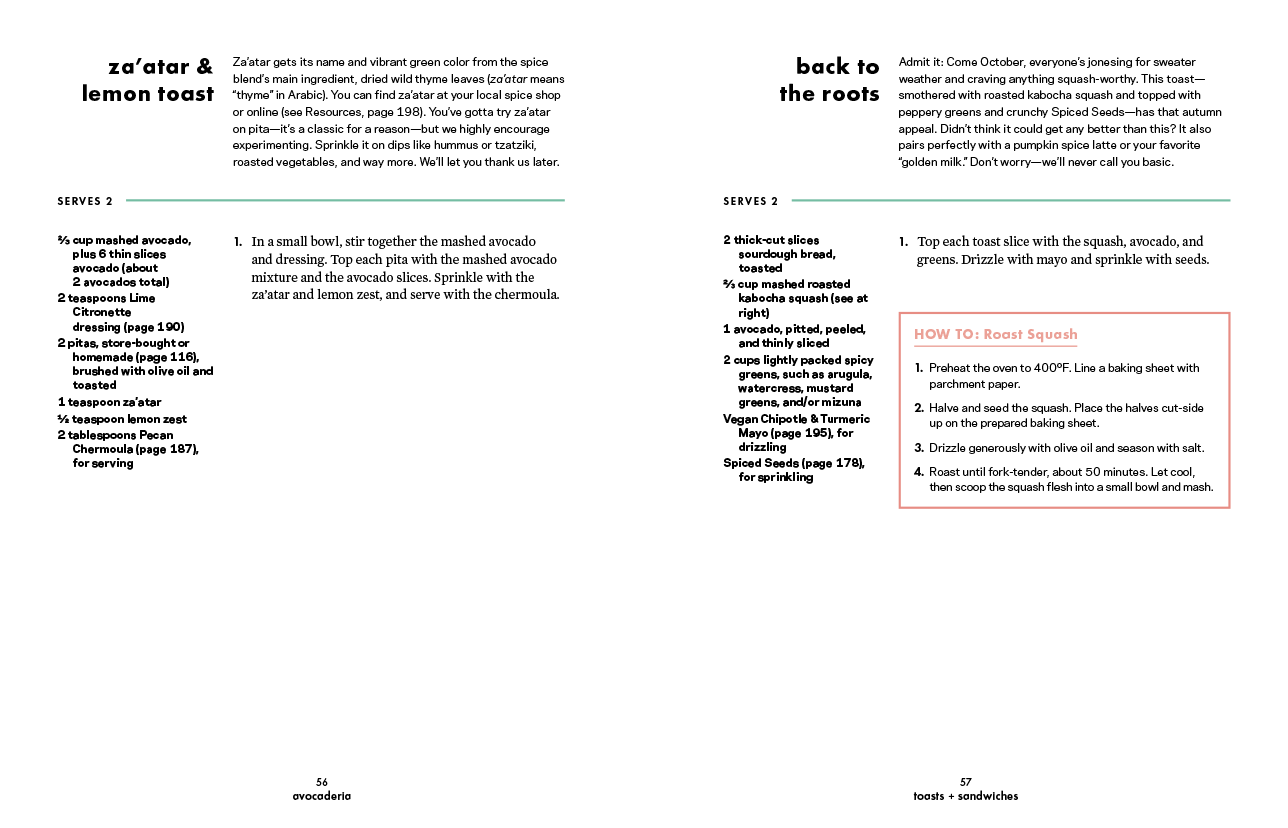 za’atar &
lemon toast
Za’atar gets its name and vibrant green color from the spice
blend’s main ingredient, dried wild thyme leaves (za’atar means
“thyme” in Arabic). You can find za’atar at your local spice shop
or online (see Resources, page 198). You’ve gotta try za’atar
on pita—it’s a classic for a reason—but we highly encourage
experimenting. Sprinkle it on dips like hummus or tzatziki,
roasted vegetables, and way more. We’ll let you thank us later.
SERVES 2
⅔ cup mashed avocado,
plus 6 thin slices
avocado (about
2 avocados total)
2 teaspoons Lime
Citronette
dressing (page 190)
2 pitas, store-bought or
homemade (page 116),
brushed with olive oil and
toasted
1 teaspoon za’atar
½ teaspoon lemon zest
2 tablespoons Pecan
Chermoula (page 187),
for serving
1. In a small bowl, stir together the mashed avocado
and dressing. Top each pita with the mashed avocado
mixture and the avocado slices. Sprinkle with the
za’atar and lemon zest, and serve with the chermoula.
56
avocaderia
back to
the roots
Admit it: Come October, everyone’s jonesing for sweater
weather and craving anything squash-worthy. This toast—
smothered with roasted kabocha squash and topped with
peppery greens and crunchy Spiced Seeds—has that autumn
appeal. Didn’t think it could get any better than this? It also
pairs perfectly with a pumpkin spice latte or your favorite
“golden milk.” Don’t worry—we’ll never call you basic.
SERVES 2
2 thick-cut slices
sourdough bread,
toasted
⅔ cup mashed roasted
kabocha squash (see at
right)
1 avocado, pitted, peeled,
and thinly sliced
2 cups lightly packed spicy
greens, such as arugula,
watercress, mustard
greens, and/or mizuna
Vegan Chipotle & Turmeric
Mayo (page 195), for
drizzling
Spiced Seeds (page 178),
for sprinkling
1. Top each toast slice with the squash, avocado, and
greens. Drizzle with mayo and sprinkle with seeds.
HOW TO: Roast Squash
1. Preheat the oven to 400°F. Line a baking sheet with
parchment paper.
2. Halve and seed the squash. Place the halves cut-side
up on the prepared baking sheet.
3. Drizzle generously with olive oil and season with salt.
4. Roast until fork-tender, about 50 minutes. Let cool,
then scoop the squash flesh into a small bowl and mash.
57
toasts + sandwiches